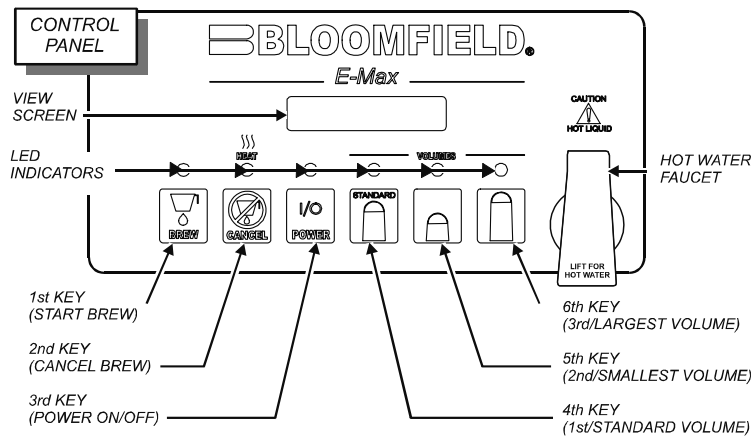 CONTROL
PANEL
BLOOMFIELD®
E-Max
VIEW
SCREEN
CAUTION
HOT LIQUID
LED
INDICATORS
HEAT
VOLUMES
HOT WATER
FAUCET
BREW
CANCEL
I/O
POWER
STANDARD
LIFT FOR
HOT WATER
1st KEY
(START BREW)
2nd KEY
(CANCEL BREW)
3rd KEY
(POWER ON/OFF)
6th KEY
(3rd/LARGEST VOLUME)
5th KEY
(2nd/SMALLEST VOLUME)
4th KEY
(1st/STANDARD VOLUME)